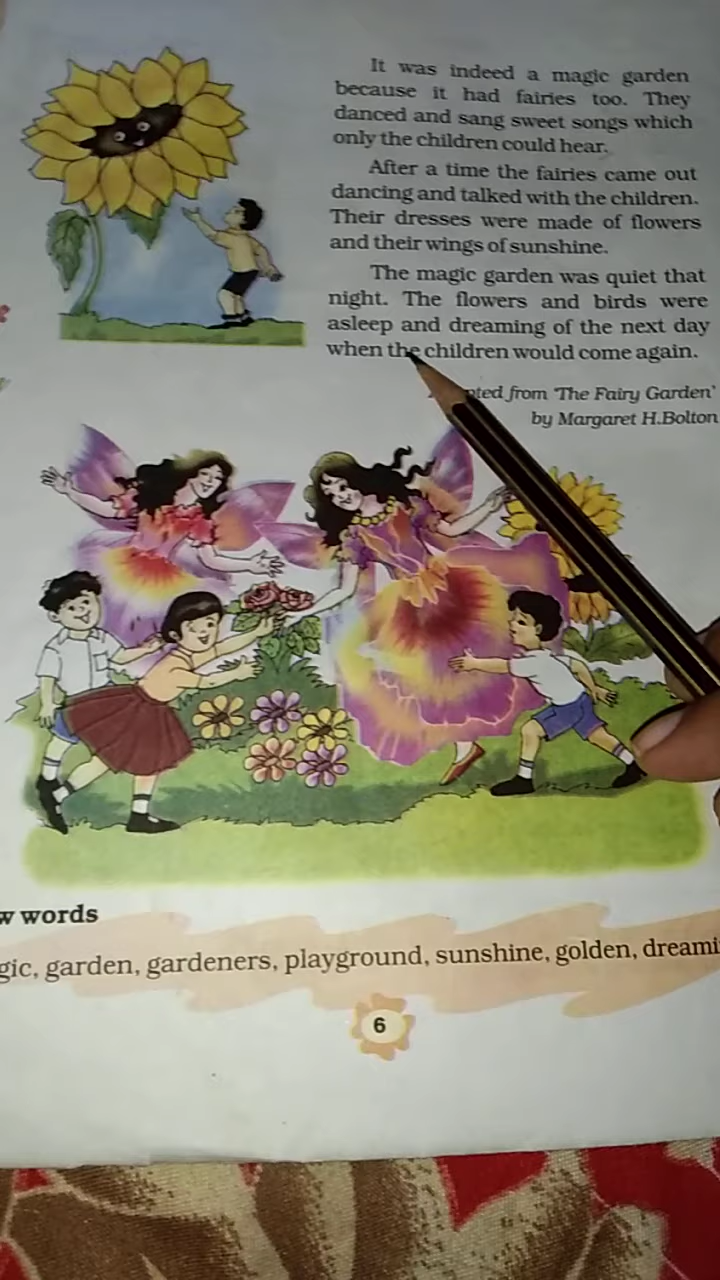 It was indeed a magic garden
because it had fairies too. They
danced and sang sweet songs which
only the children could hear.
After a time the fairies came out
dancing and talked with the children.
Their dresses were made of flowers
and their wings of sunshine.
The magic garden was quiet that
night. The flowers and birds were
asleep and dreaming of the next day
when the children would come again.
from 'The Fairy Garden'
by Margaret H.Bolton
words
garden, gardeners, playground, sunshine, golden,
6